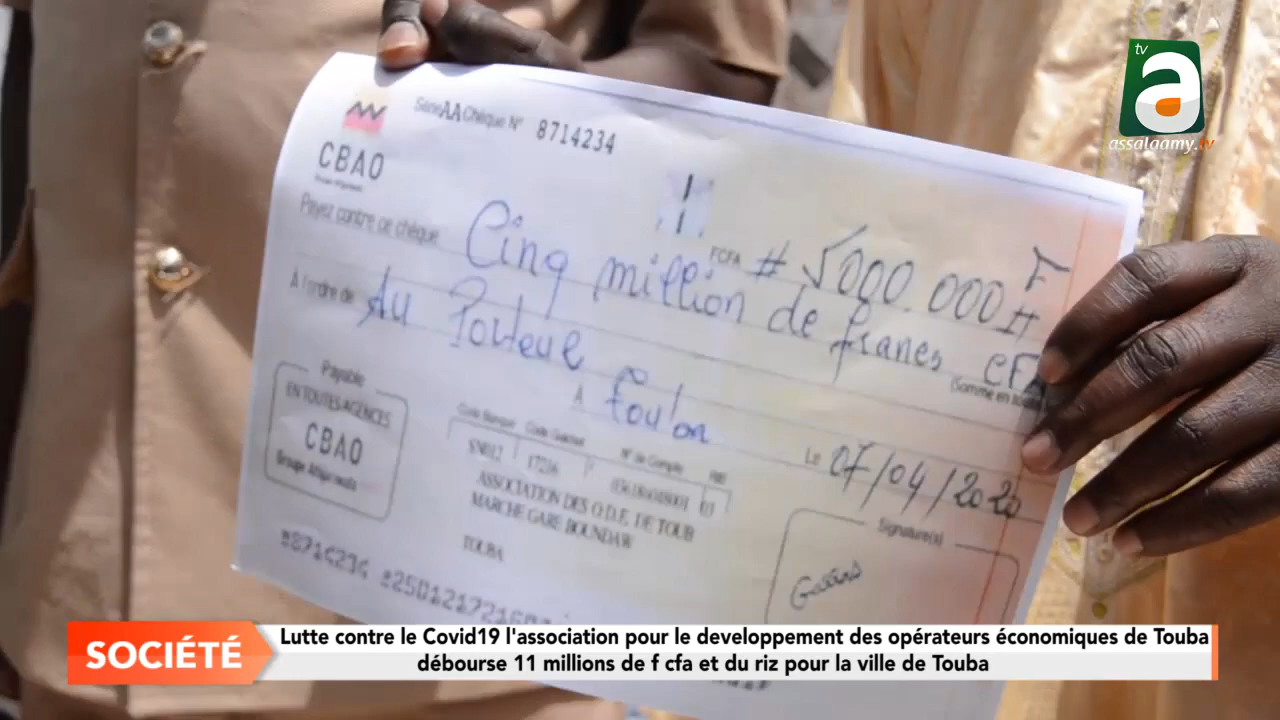 tv
a
assalaamy.tv
Série AA Chèque N° 8714234
CBAO
FCFA # 5000.000 F #
Payez contre ce chèque Cinq million de francs CFA
(Somme en
À l'ordre de Au Porteur
À Toul'on
Le 07/04/2020
Payable
EN TOUTES AGENCES
CBAO
Groupe Attijariwafa
Code Banque Code Guichet N° de Compte RIB
SN012 17216
ASSOCIATION DES O.D.E. DE TOUB
MARCHE GARE BOUNDAW
TOUBA
Signature(s)
8714234
SOCIÉTÉ
Lutte contre le Covid19 l'association pour le developpement des opérateurs économiques de Touba
débourse 11 millions de f cfa et du riz pour la ville de Touba